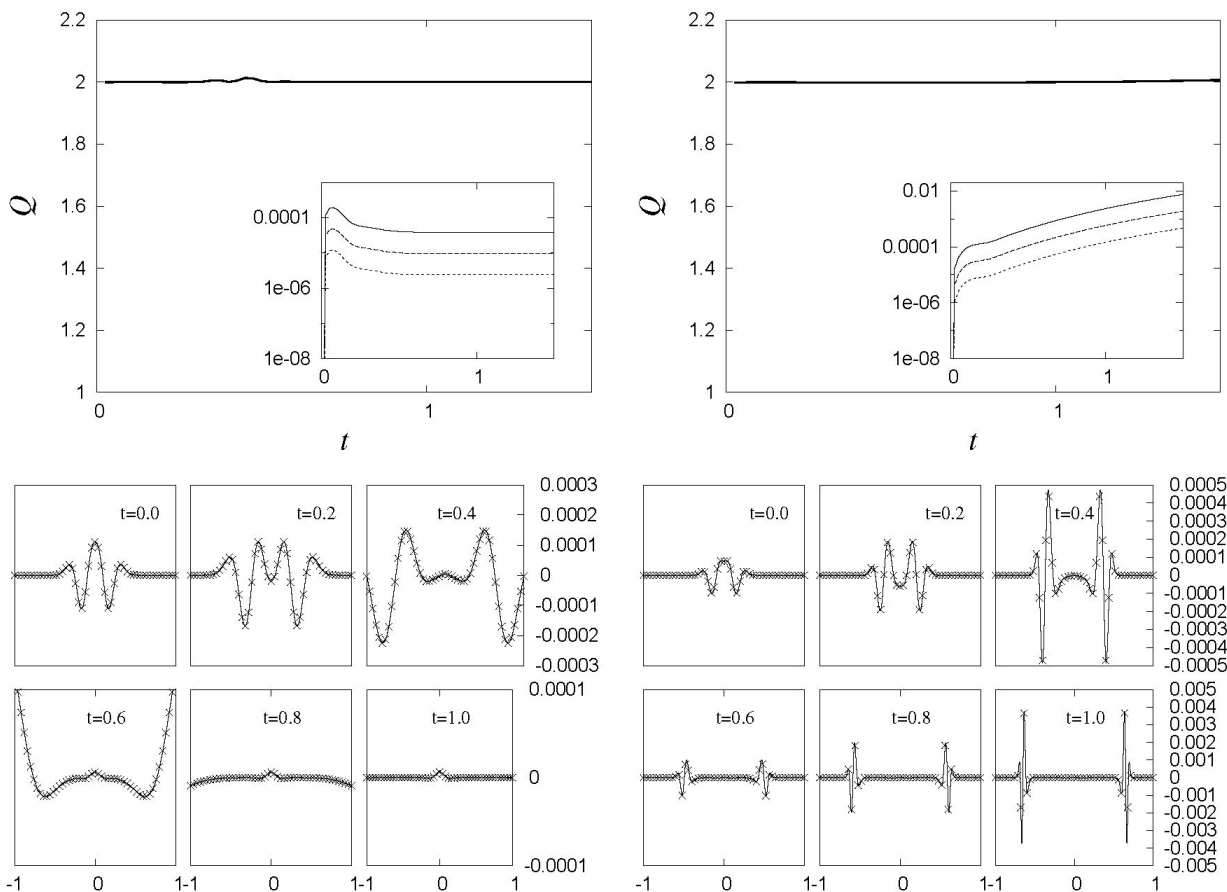 2.2
2
1.8
1.6
1.4
1.2
1
Q
0.0001
1e-06
1e-08
0 1
0 1
t
2.2
2
1.8
1.6
1.4
1.2
1
Q
0.01
0.0001
1e-06
1e-08
0 1
0 1
t
t=0.0
t=0.2
t=0.4
0.0003
0.0002
0.0001
0
-0.0001
-0.0002
-0.0003
t=0.6
t=0.8
t=1.0
0.0001
0
-0.0001
-1 0 1-1 0 1-1 0 1
t=0.0
t=0.2
t=0.4
0.0005
0.0004
0.0003
0.0002
0.0001
0
-0.0001
-0.0002
-0.0003
-0.0004
-0.0005
t=0.6
t=0.8
t=1.0
0.005
0.004
0.003
0.002
0.001
0
-0.001
-0.002
-0.003
-0.004
-0.005
-1 0 1-1 0 1-1 0 1